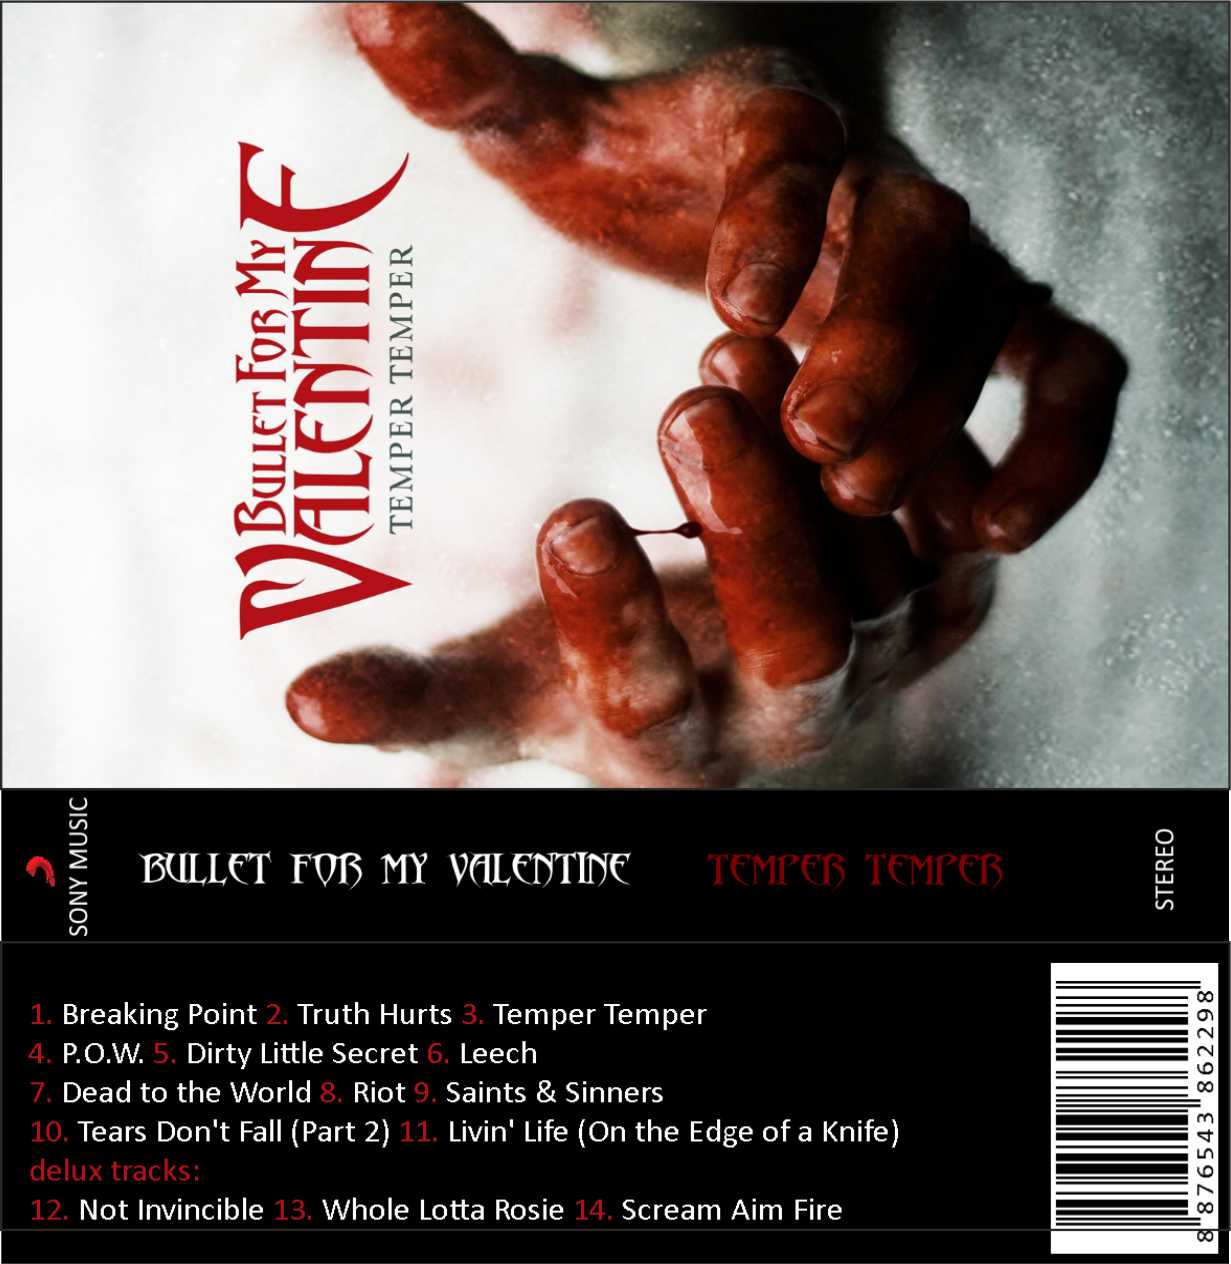 BULLET FOR MY
VALENTINE
TEMPER TEMPER
SONY MUSIC
BULLET FOR MY VALENTINE TEMPER TEMPER
STEREO
1. Breaking Point 2. Truth Hurts 3. Temper Temper
4. P.O.W. 5. Dirty Little Secret 6. Leech
7. Dead to the World 8. Riot 9. Saints & Sinners
10. Tears Don't Fall (Part 2) 11. Livin' Life (On the Edge of a Knife)
delux tracks:
12. Not Invincible 13. Whole Lotta Rosie 14. Scream Aim Fire
8 876543 862298